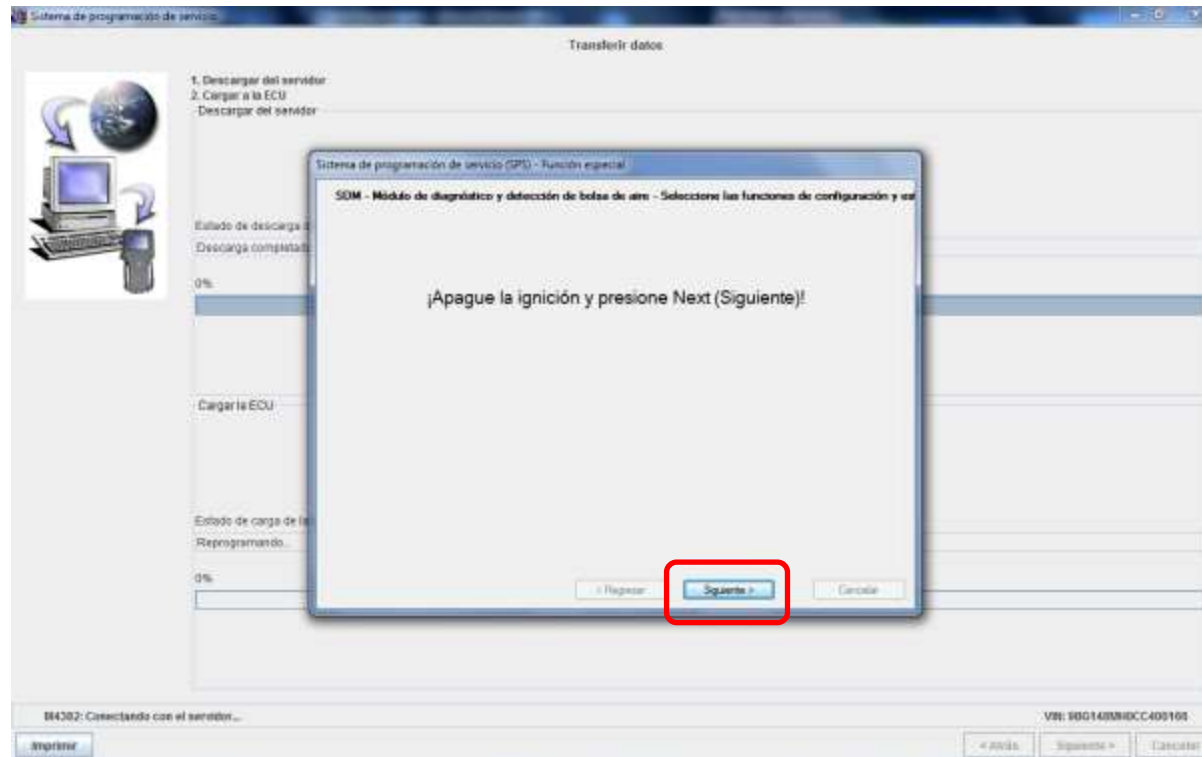 Sistema de programación de servicio
Transferir datos
1. Descargar del servidor
2. Cargar a la ECU
Descargar del servidor
Sistema de programación de servicio (SPS) - Función especial
SDM - Módulo de diagnóstico y detección de bolsa de aire - Seleccione las funciones de configuración y
Estado de descarga
Descarga completada
0%
¡Apague la ignición y presione Next (Siguiente)!
Cargar la ECU
Estado de carga de la
Reprogramando..
0%
< Regresar
Siguiente >
Cancelar
Conectando con el servidor...
VIN:
Imprimir
< Atrás
Siguiente >
Cancelar